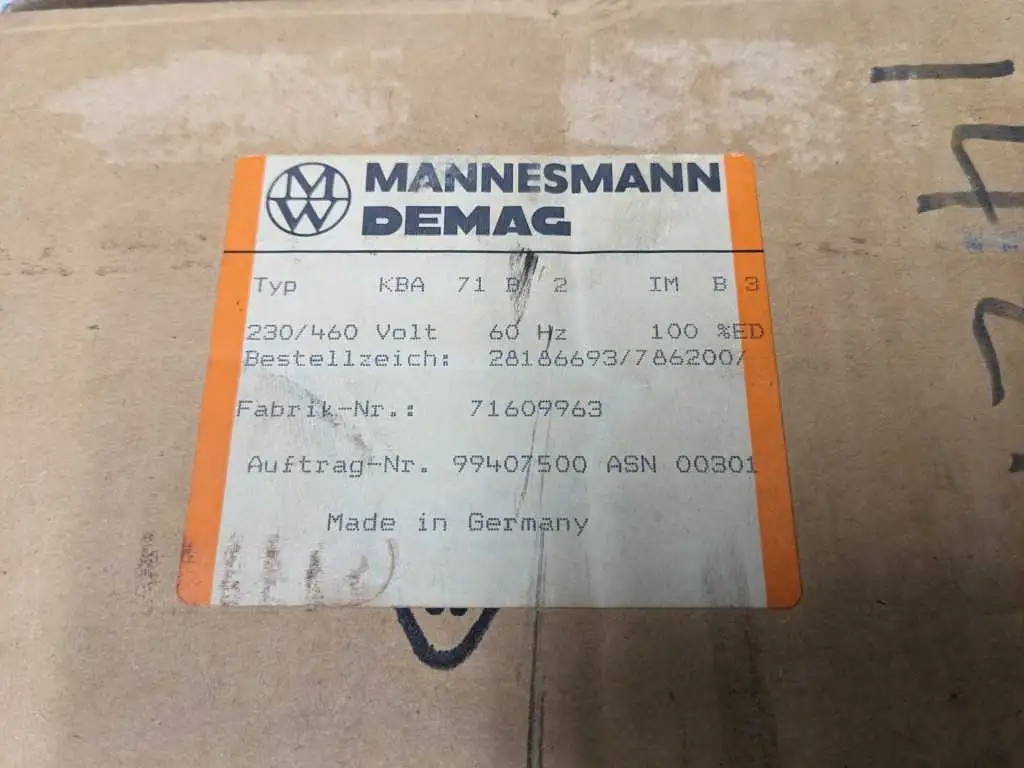 MW MANNESMANN
DEMAG
Typ KBA 71 B 2 IM B 3
230/460 Volt 60 Hz 100 %ED
Bestellzeich: 28186693/786200/
Fabrik-Nr.: 71609963
Auftrag-Nr. 99407500 ASN 00301
Made in Germany